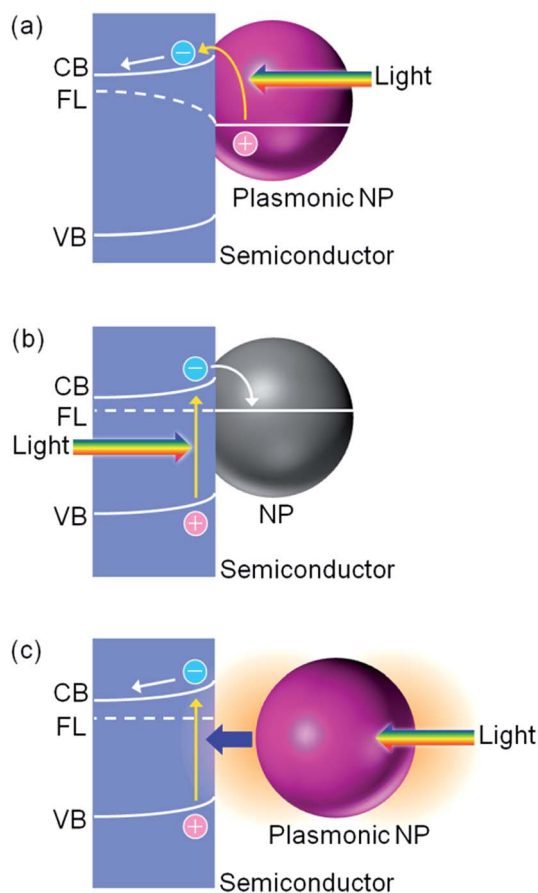 (a)
CB
FL
VB
−
+
Light
Plasmonic NP
Semiconductor
(b)
CB
FL
Light
VB
−
+
NP
Semiconductor
(c)
CB
FL
VB
−
+
Light
Plasmonic NP
Semiconductor